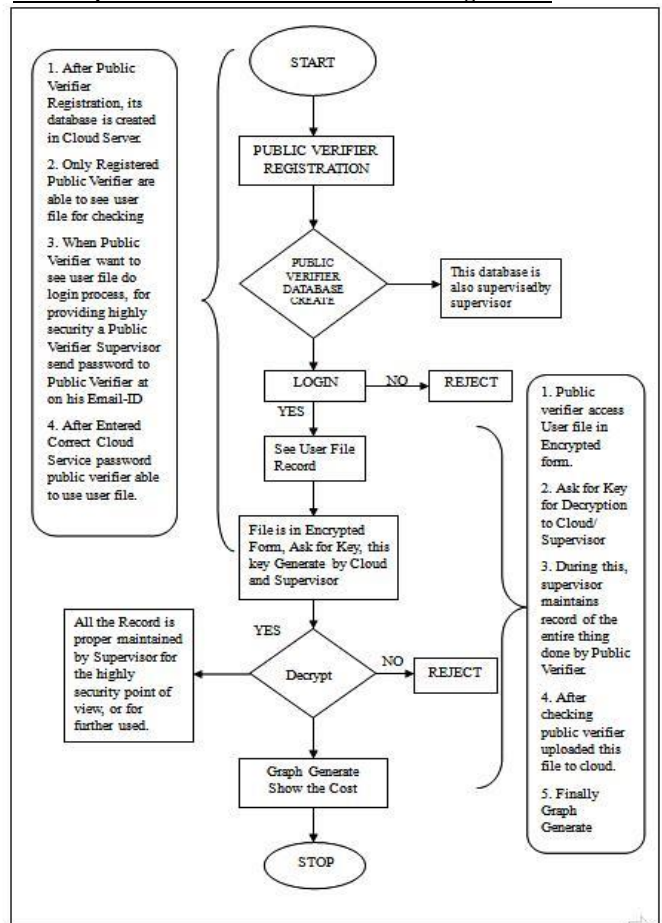 START
1. After Public
Verifier
Registration, its
database is created
in Cloud Server.
2. Only Registered
Public Verifier are
able to see user
file for checking
3. When Public
Verifier want to
see user file do
login process, for
providing highly
security a Public
Verifier Supervisor
send password to
Public Verifier at
on his Email-ID
4. After Entered
Correct Cloud
Service password
public verifier able
to use user file.
PUBLIC VERIFIER
REGISTRATION
PUBLIC
VERIFIER
DATABASE
CREATE
This database is
also supervisedby
supervisor
LOGIN
NO
REJECT
YES
See User File
Record
File is in Encrypted
Form, Ask for Key, this
key Generate by Cloud
and Supervisor
1. Public
verifier access
User file in
Encrypted
form.
2. Ask for Key
for Decryption
to Cloud/
Supervisor
3. During this,
supervisor
maintains
record of the
entire thing
done by Public
Verifier.
4. After
checking
public verifier
uploaded this
file to cloud.
5. Finally
Graph
Generate
YES
All the Record is
proper maintained
by Supervisor for
the highly
security point of
view, or for
further used.
Decrypt
NO
REJECT
Graph Generate
Show the Cost
STOP